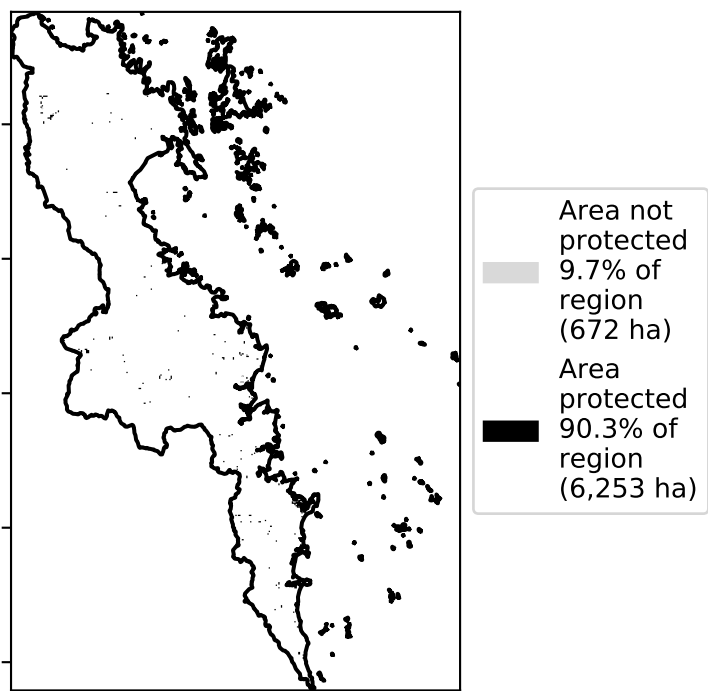 Area not
protected
9.7% of
region
(672 ha)
Area
protected
90.3% of
region
(6,253 ha)